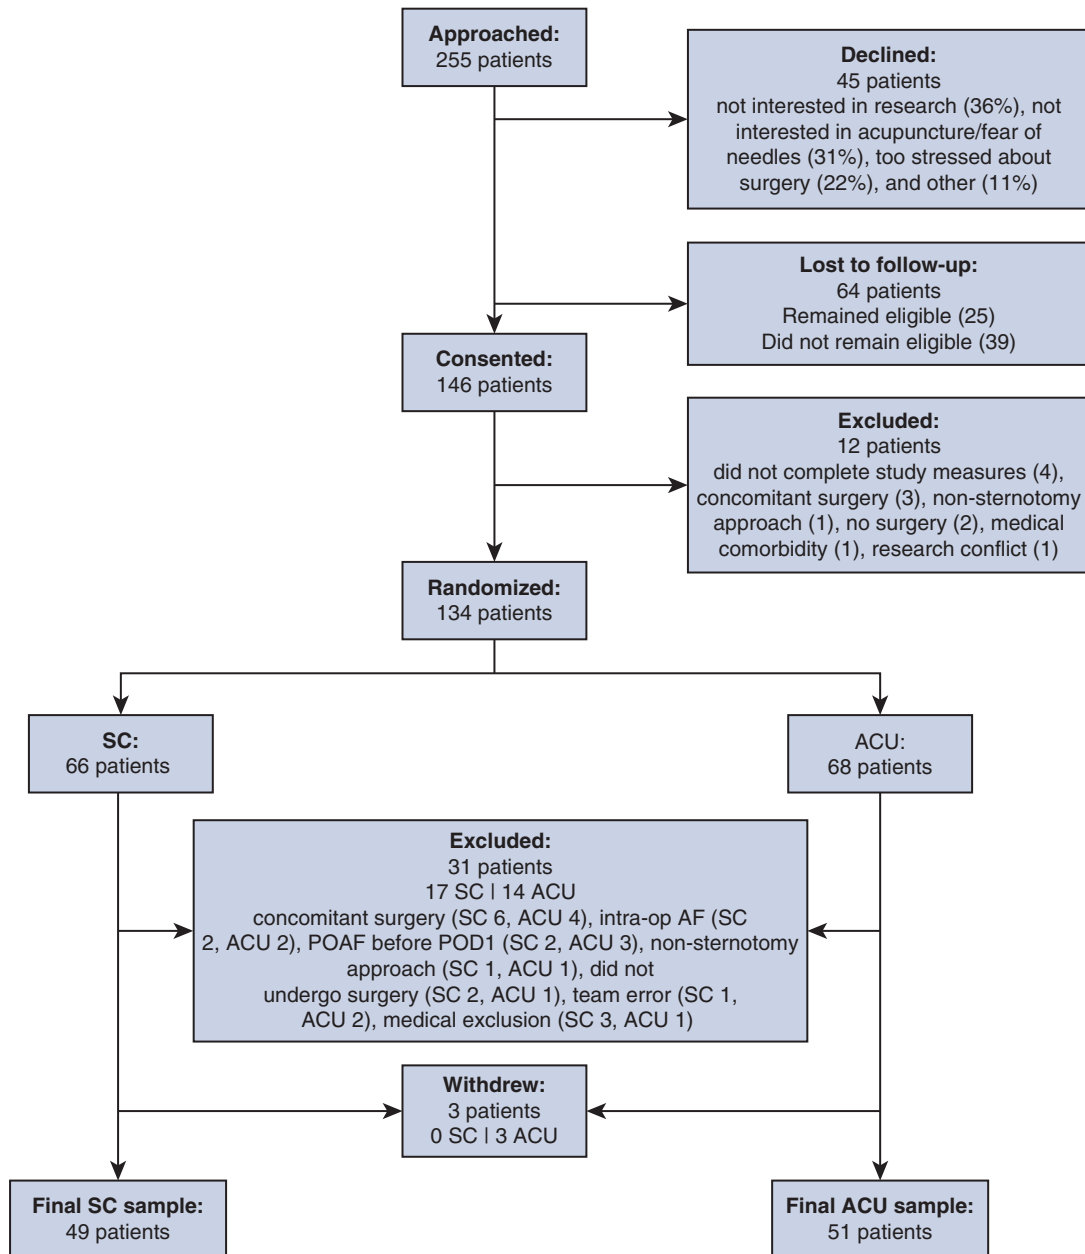 Approached:
255 patients
Declined:
45 patients
not interested in research (36%), not
interested in acupuncture/fear of
needles (31%), too stressed about
surgery (22%), and other (11%)
Lost to follow-up:
64 patients
Remained eligible (25)
Did not remain eligible (39)
Consented:
146 patients
Excluded:
12 patients
did not complete study measures (4),
concomitant surgery (3), non-sternotomy
approach (1), no surgery (2), medical
comorbidity (1), research conflict (1)
Randomized:
134 patients
SC:
66 patients
ACU:
68 patients
Excluded:
31 patients
17 SC | 14 ACU
concomitant surgery (SC 6, ACU 4), intra-op AF (SC
2, ACU 2), POAF before POD1 (SC 2, ACU 3), non-sternotomy
approach (SC 1, ACU 1), did not
undergo surgery (SC 2, ACU 1), team error (SC 1,
ACU 2), medical exclusion (SC 3, ACU 1)
Withdrew:
3 patients
0 SC | 3 ACU
Final SC sample:
49 patients
Final ACU sample:
51 patients